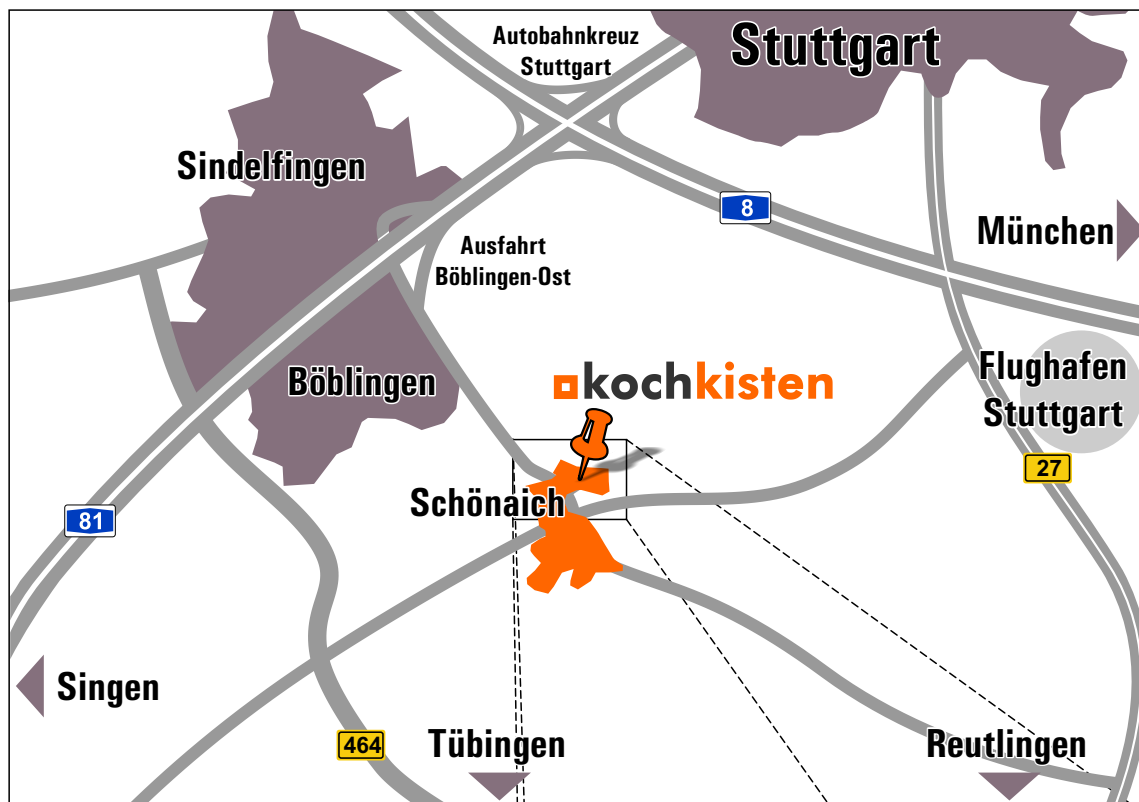 Autobahnkreuz
Stuttgart
Stuttgart
Sindelfingen
8
München
Ausfahrt
Böblingen-Ost
Böblingen
kochkisten
Flughafen
Stuttgart
27
Schönaich
81
Singen
464
Tübingen
Reutlingen